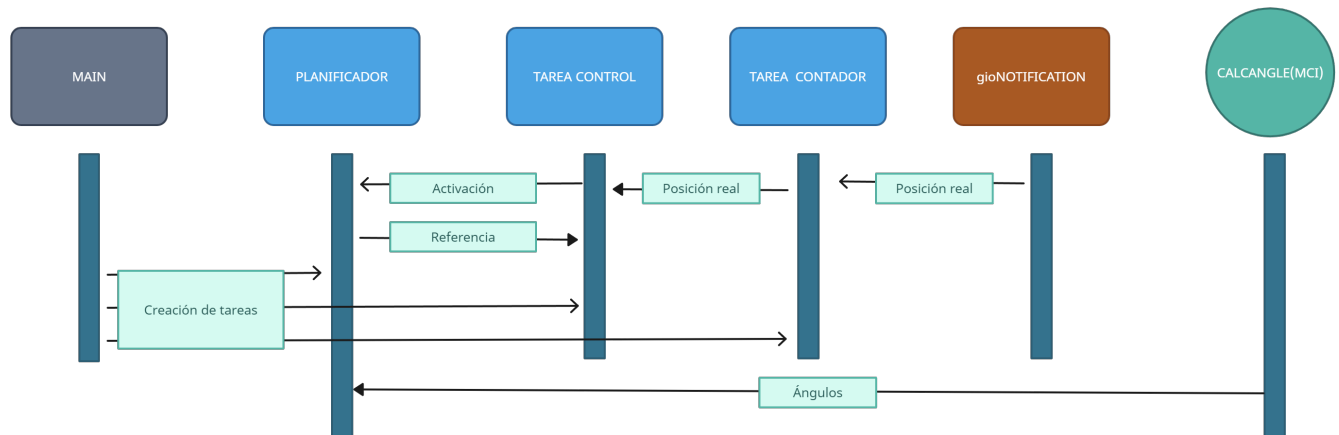 MAIN
PLANIFICADOR
TAREA CONTROL
TAREA  CONTADOR
gioNOTIFICATION
CALCANGLE(MCI)
Activación
Posición real
Posición real
Referencia
Creación de tareas
Ángulos